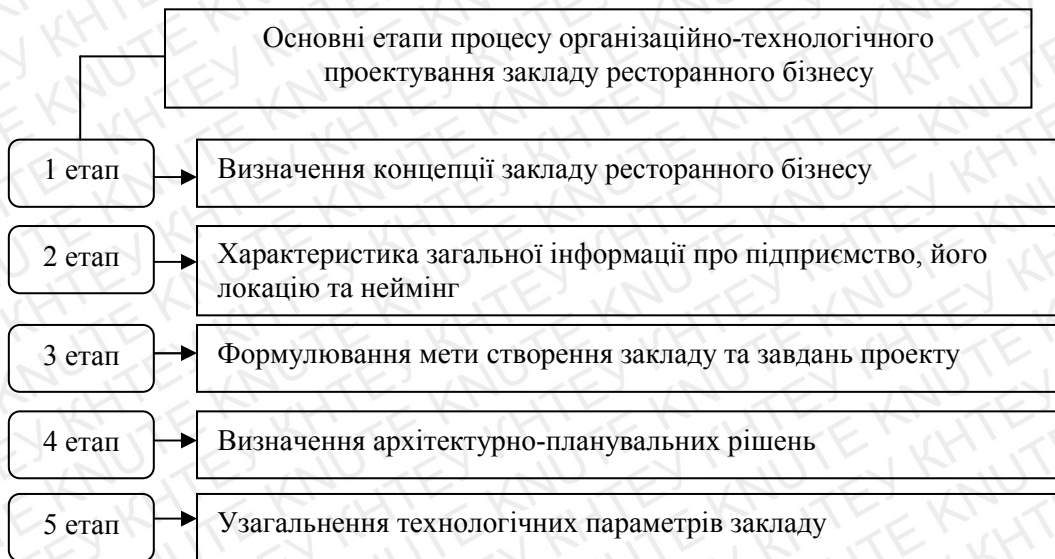 Основні етапи процесу організаційно-технологічного
проектування закладу ресторанного бізнесу
1 етап
Визначення концепції закладу ресторанного бізнесу
2 етап
Характеристика загальної інформації про підприємство, його
локацію та неймінг
3 етап
Формулювання мети створення закладу та завдань проекту
4 етап
Визначення архітектурно-планувальних рішень
5 етап
Узагальнення технологічних параметрів закладу